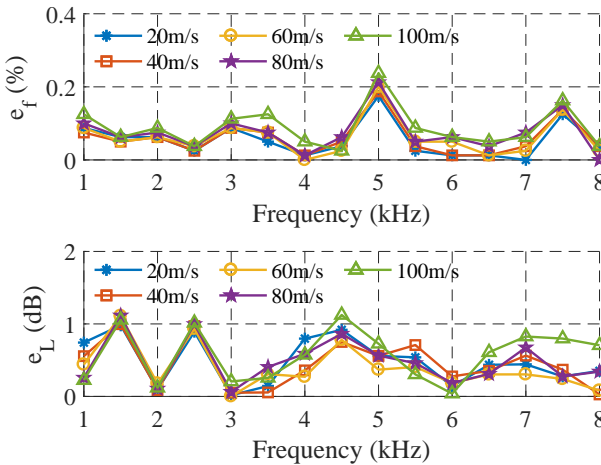 0.4
0.2
0
e_f (%)
20m/s 60m/s 100m/s
40m/s 80m/s
1 2 3 4 5 6 7 8
Frequency (kHz)
2
1
0
e_L (dB)
20m/s 60m/s 100m/s
40m/s 80m/s
1 2 3 4 5 6 7 8
Frequency (kHz)